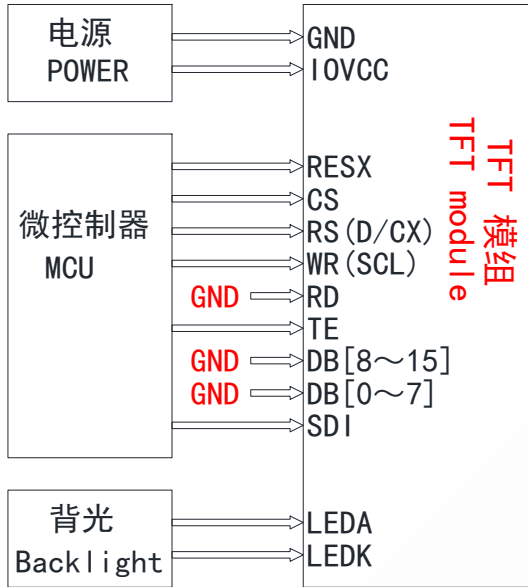 电源
POWER
GND
IOVCC
微控制器
MCU
RESX
CS
RS(D/CX)
WR(SCL)
GND
RD
TE
GND
DB[8～15]
GND
DB[0～7]
SDI
TFT 模组
TFT module
背光
Backlight
LEDA
LEDK